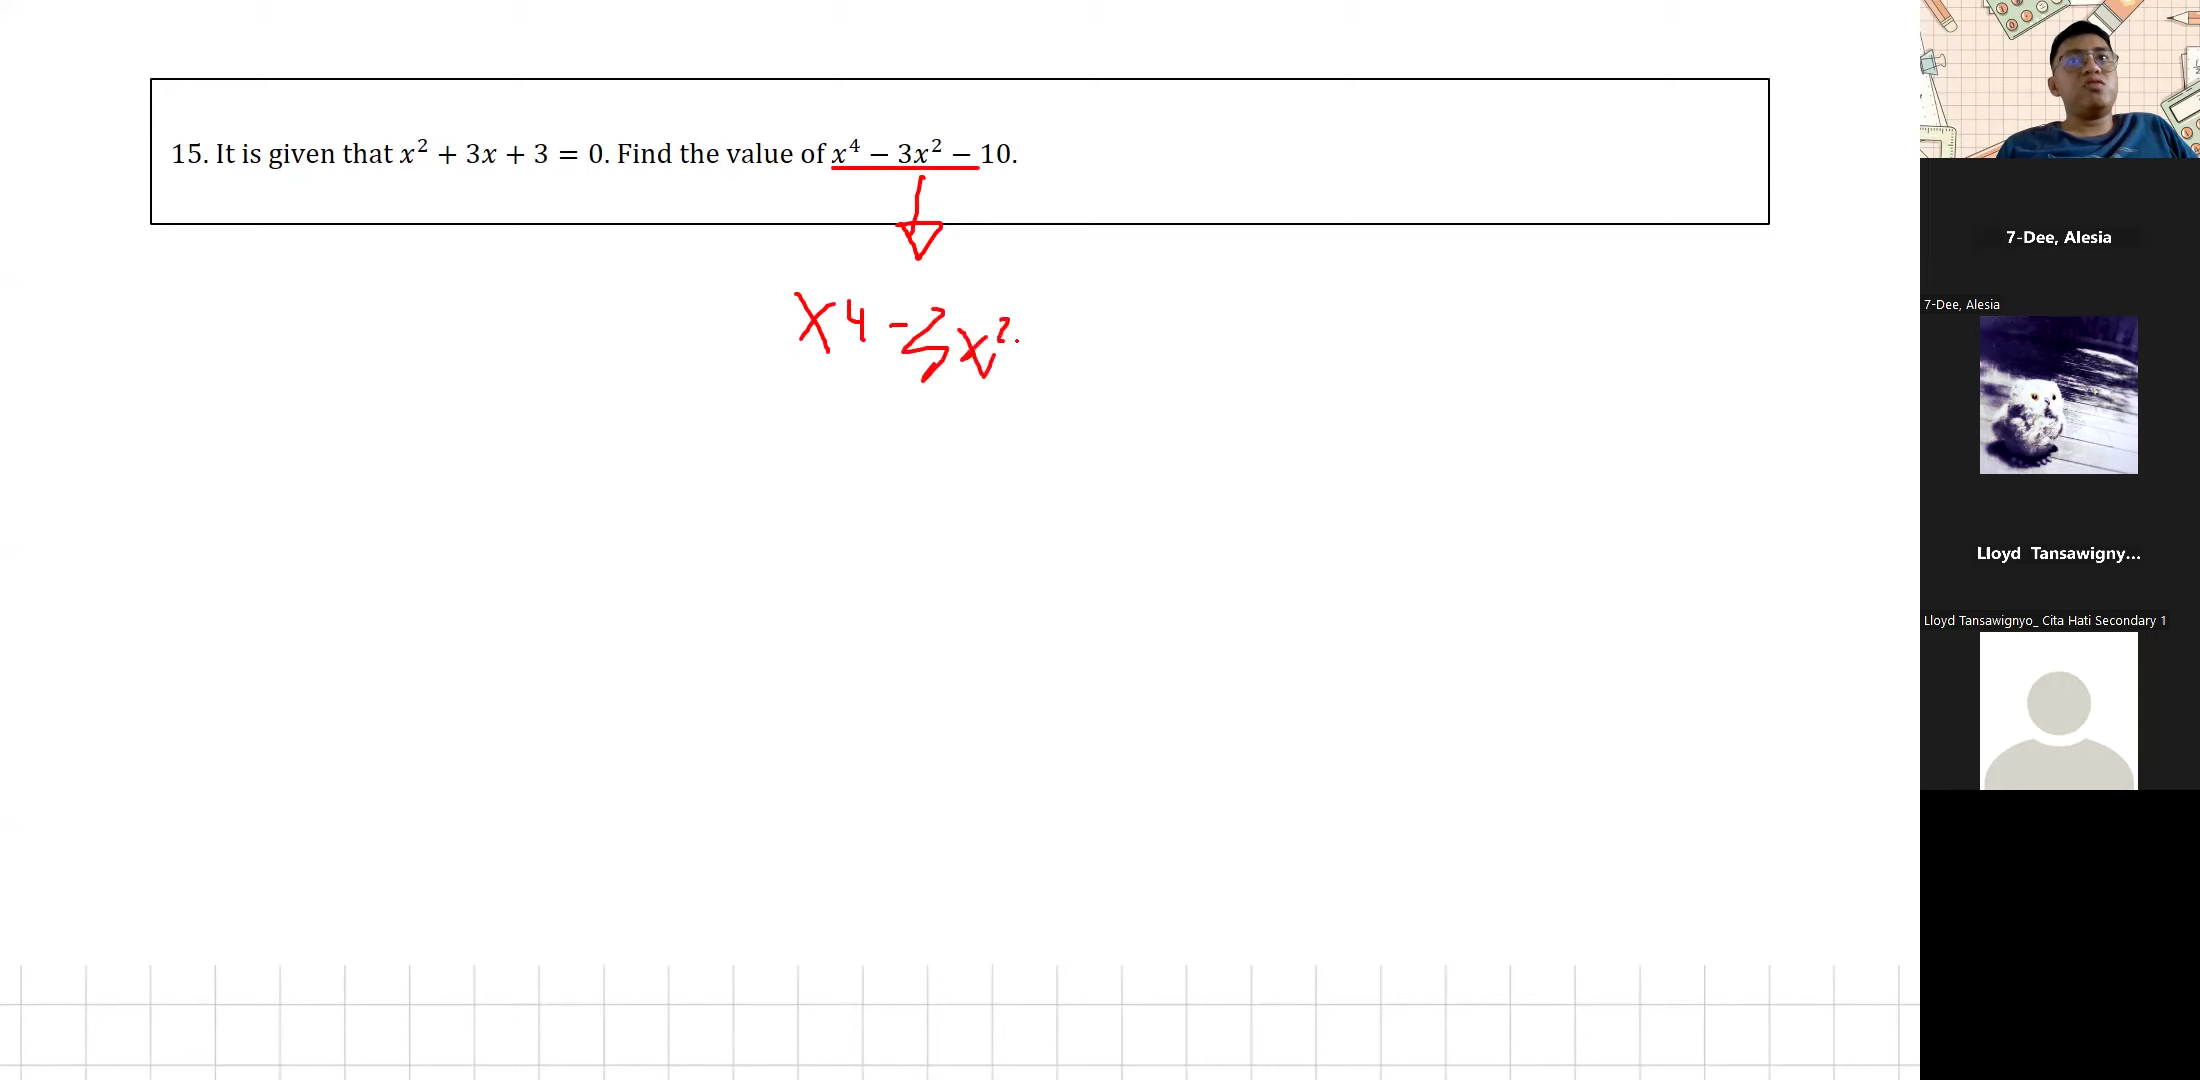 15. It is given that x² + 3x + 3 = 0. Find the value of x⁴ − 3x² − 10.
x⁴ - 3x²
7-Dee, Alesia
7-Dee, Alesia
Lloyd Tansawigny...
Lloyd Tansawignyo_ Cita Hati Secondary 1